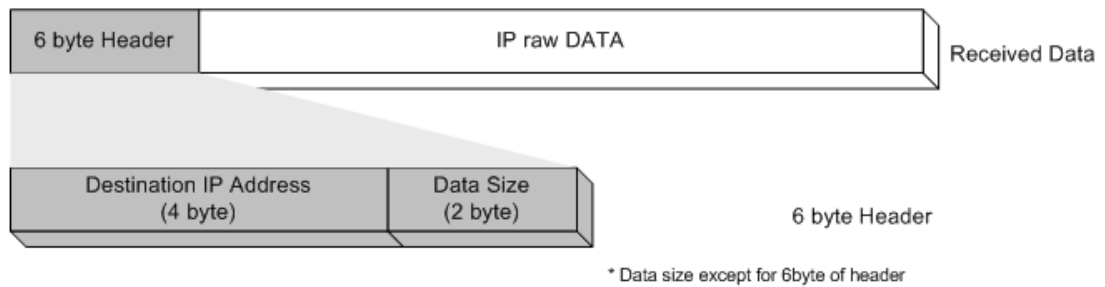 6 byte Header
IP raw DATA
Received Data
Destination IP Address
(4 byte)
Data Size
(2 byte)
6 byte Header
* Data size except for 6byte of header